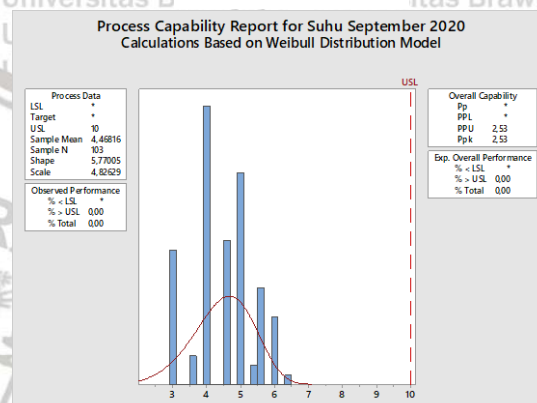 Process Capability Report for Suhu September 2020
Calculations Based on Weibull Distribution Model
USL
Process Data
LSL *
Target *
USL 10
Sample Mean 4,46816
Sample N 103
Shape 5,77005
Scale 4,82629
Observed Performance
% < LSL *
% > USL 0,00
% Total 0,00
Overall Capability
Pp *
PPL *
PPU 2,53
Ppk 2,53
Exp. Overall Performance
% < LSL *
% > USL 0,00
% Total 0,00
3 4 5 6 7 8 9 10